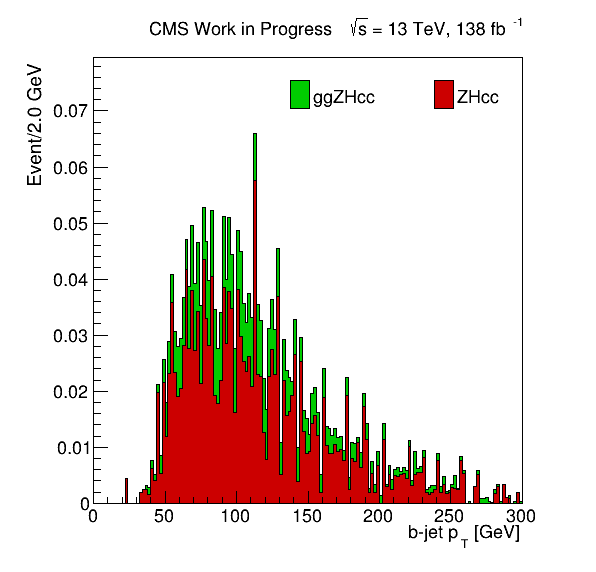 CMS Work in Progress √s = 13 TeV, 138 fb⁻¹
Event/2.0 GeV
ggZHcc ZHcc
0.07
0.06
0.05
0.04
0.03
0.02
0.01
0
0 50 100 150 200 250 300
b-jet p_T [GeV]